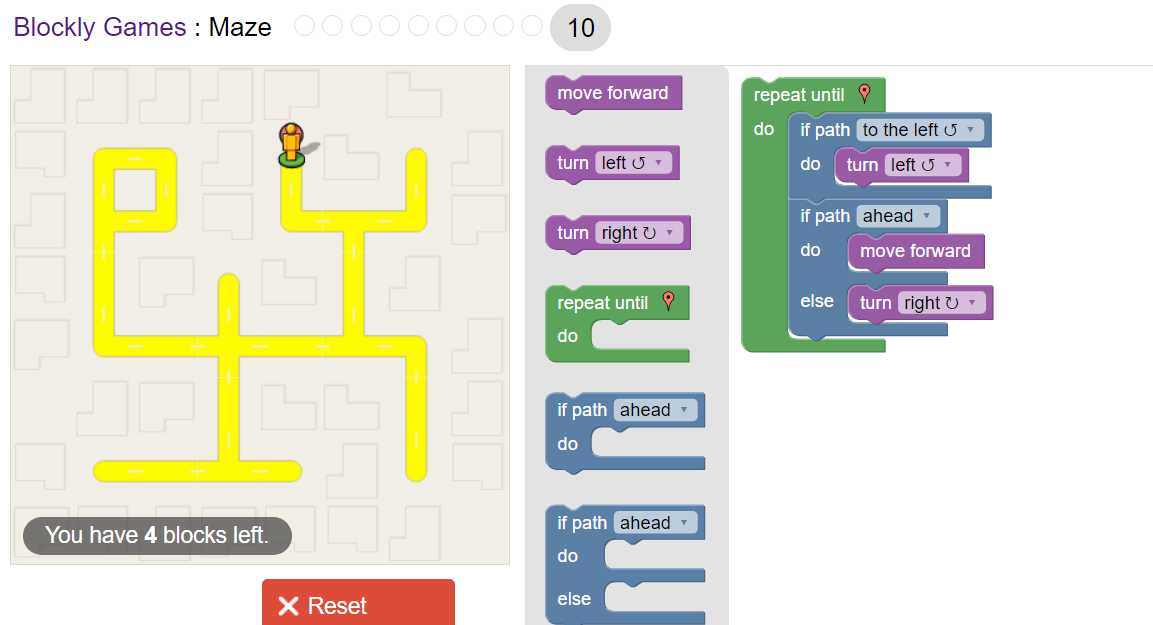 Blockly Games : Maze 10
You have 4 blocks left.
Reset
move forward
turn left ↺ ▾
turn right ↻ ▾
repeat until
do
if path ahead ▾
do
if path ahead ▾
do
else
repeat until
do
if path to the left ↺ ▾
do turn left ↺ ▾
if path ahead ▾
do move forward
else turn right ↻ ▾